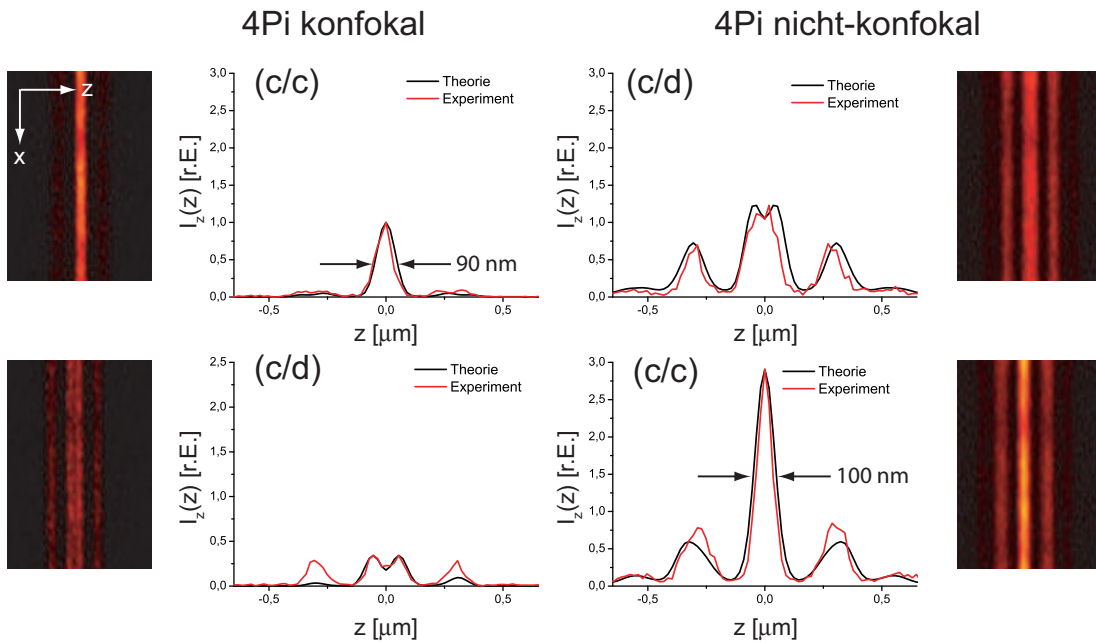 4Pi konfokal
4Pi nicht-konfokal
z
x
(c/c)
Theorie
Experiment
I_z(z) [r.E.]
3,0
2,5
2,0
1,5
1,0
0,5
0,0
90 nm
-0,5
0,0
0,5
z [μm]
(c/d)
Theorie
Experiment
I_z(z) [r.E.]
3,0
2,5
2,0
1,5
1,0
0,5
0,0
-0,5
0,0
0,5
z [μm]
(c/d)
Theorie
Experiment
I_z(z) [r.E.]
2,5
2,0
1,5
1,0
0,5
0,0
-0,5
0,0
0,5
z [μm]
(c/c)
Theorie
Experiment
I_z(z) [r.E.]
3,0
2,5
2,0
1,5
1,0
0,5
0,0
100 nm
-0,5
0,0
0,5
z [μm]